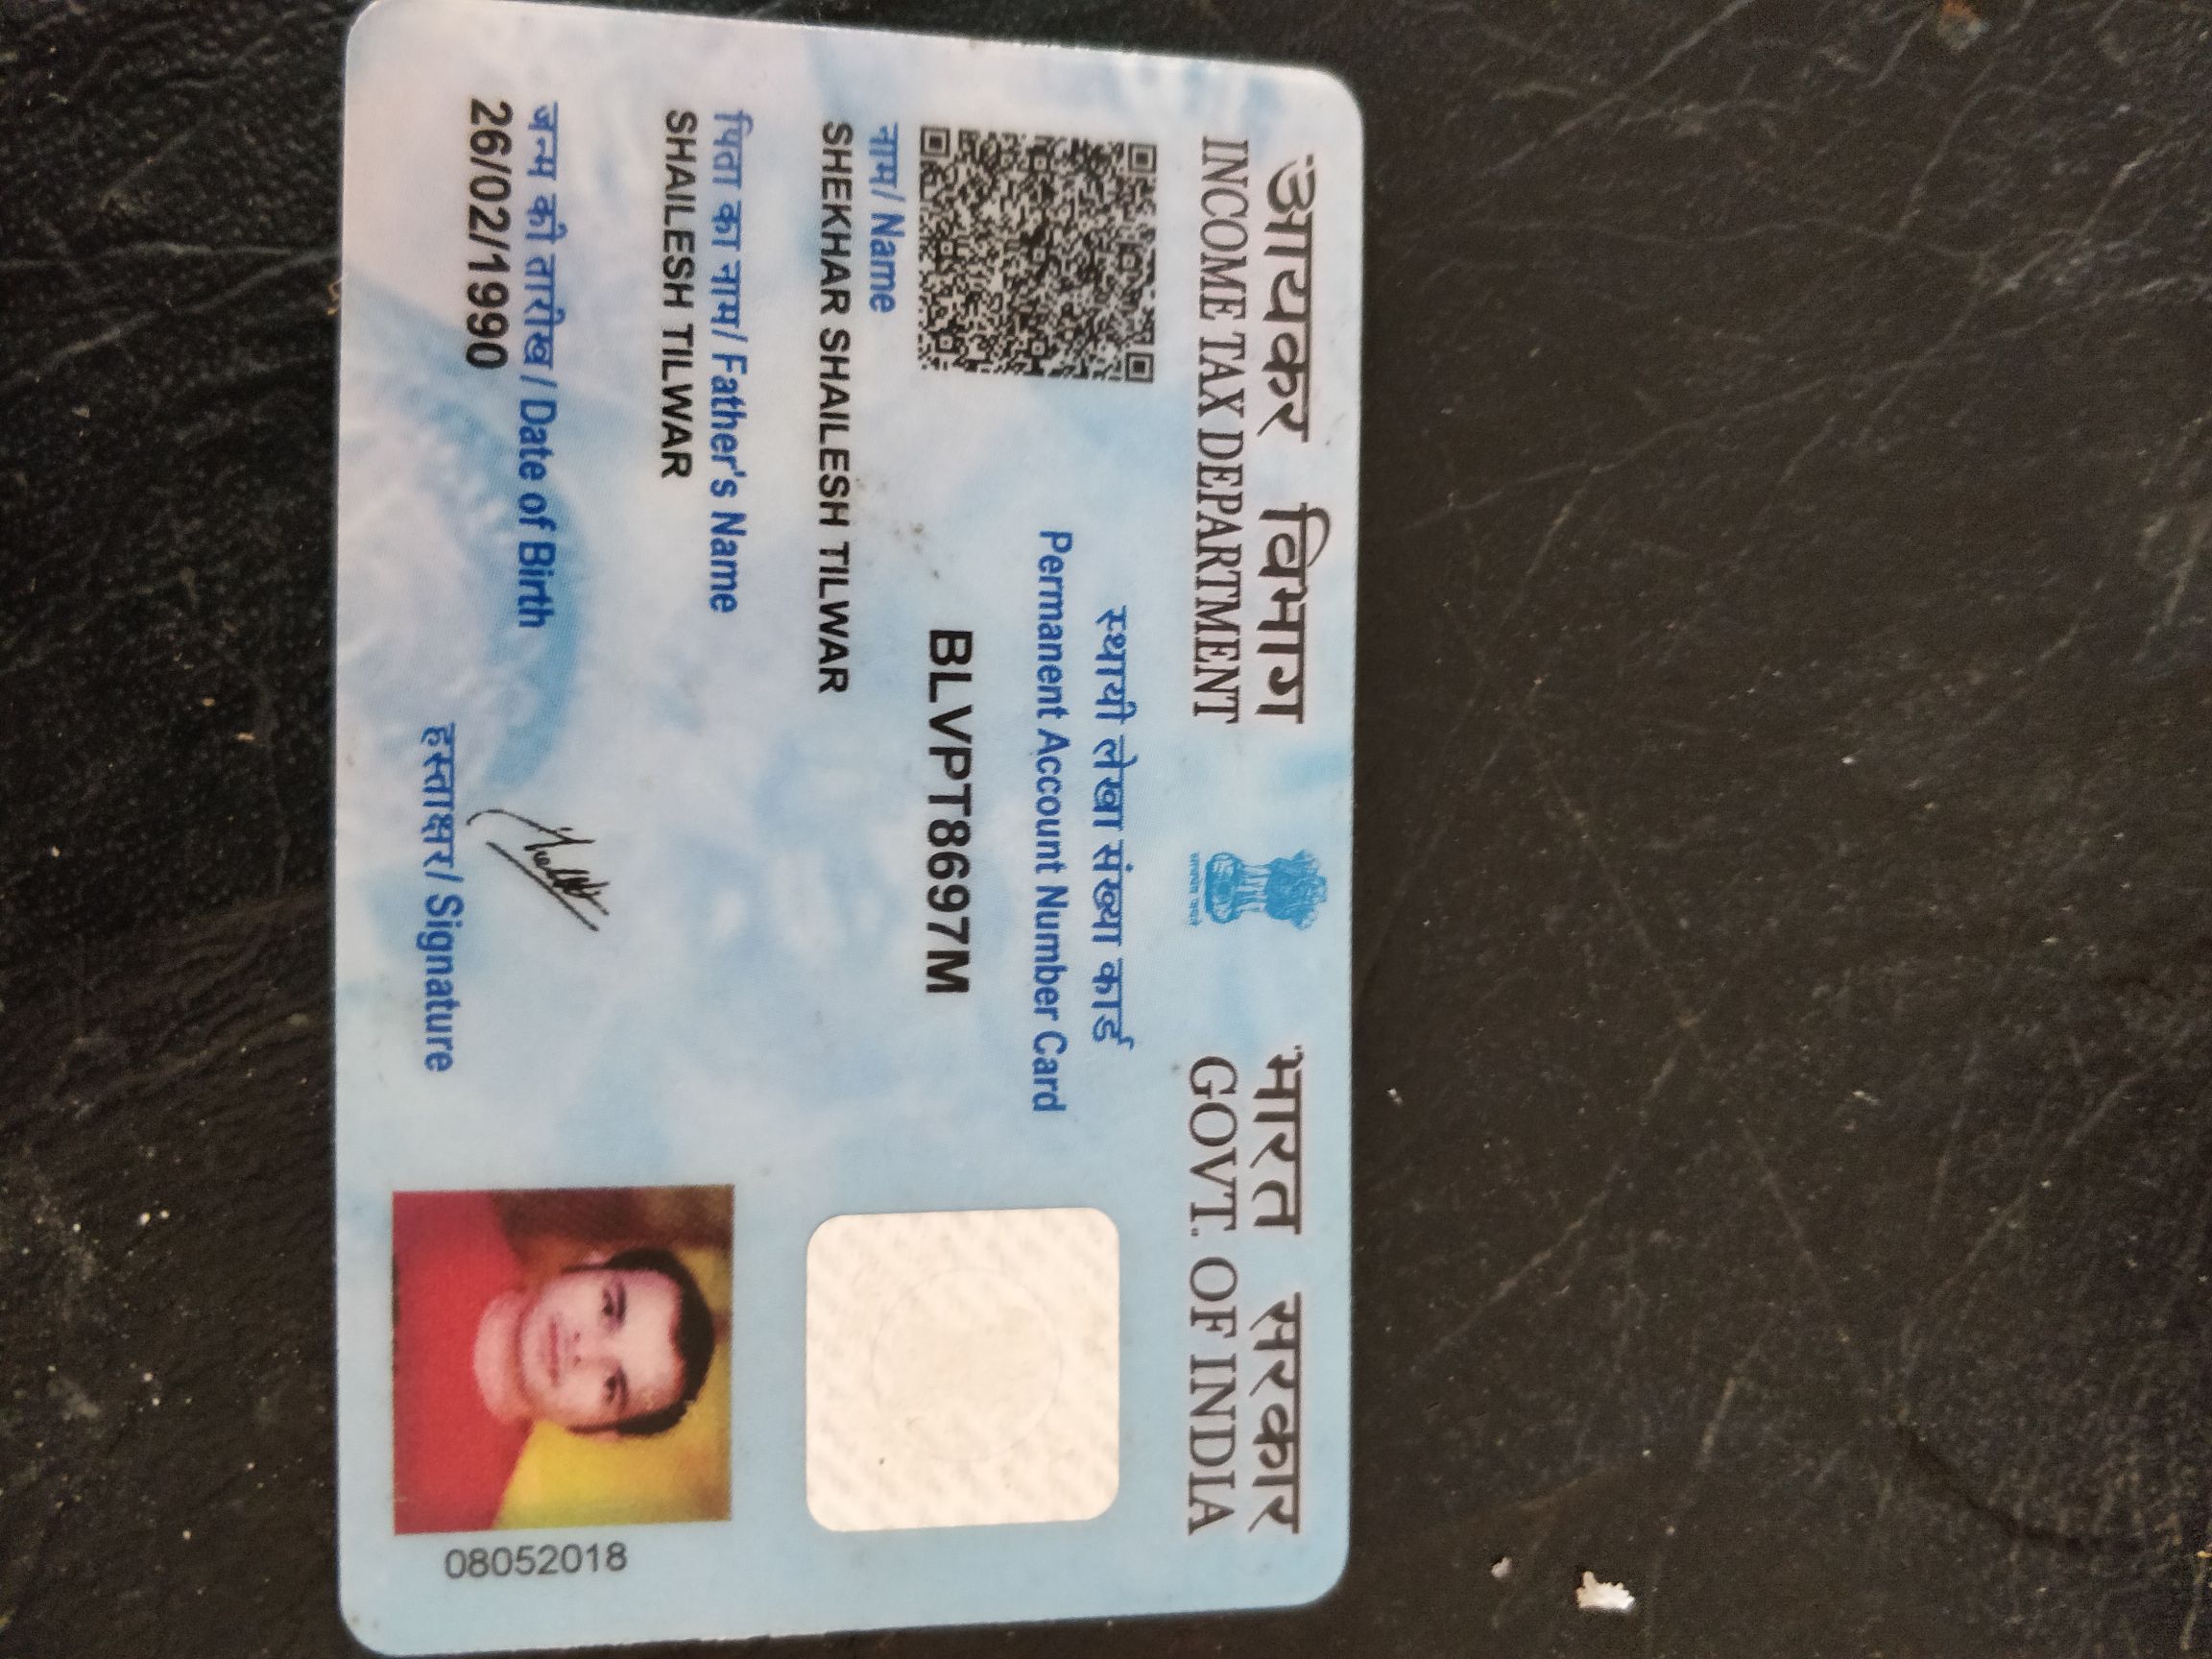 आयकर विभाग
INCOME TAX DEPARTMENT
सत्यमेव जयते
भारत सरकार
GOVT. OF INDIA
स्थायी लेखा संख्या कार्ड
Permanent Account Number Card
BLVPT8697M
नाम/ Name
SHEKHAR SHAILESH TILWAR
पिता का नाम/ Father's Name
SHAILESH TILWAR
जन्म की तारीख / Date of Birth
26/02/1990
हस्ताक्षर/ Signature
08052018